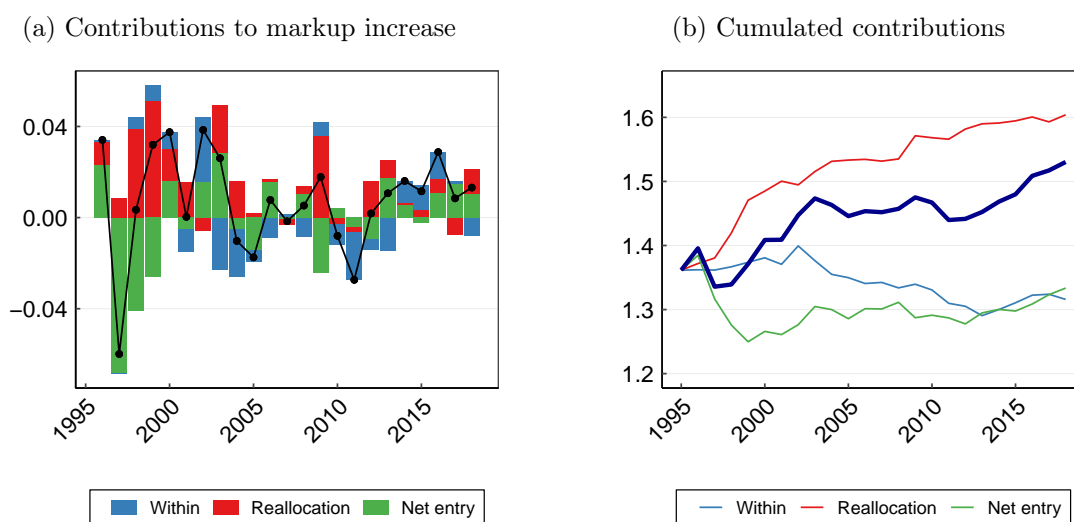 (a) Contributions to markup increase
0.04
0.00
−0.04
1995
2000
2005
2010
2015
Within
Reallocation
Net entry
(b) Cumulated contributions
1.6
1.5
1.4
1.3
1.2
1995
2000
2005
2010
2015
Within
Reallocation
Net entry